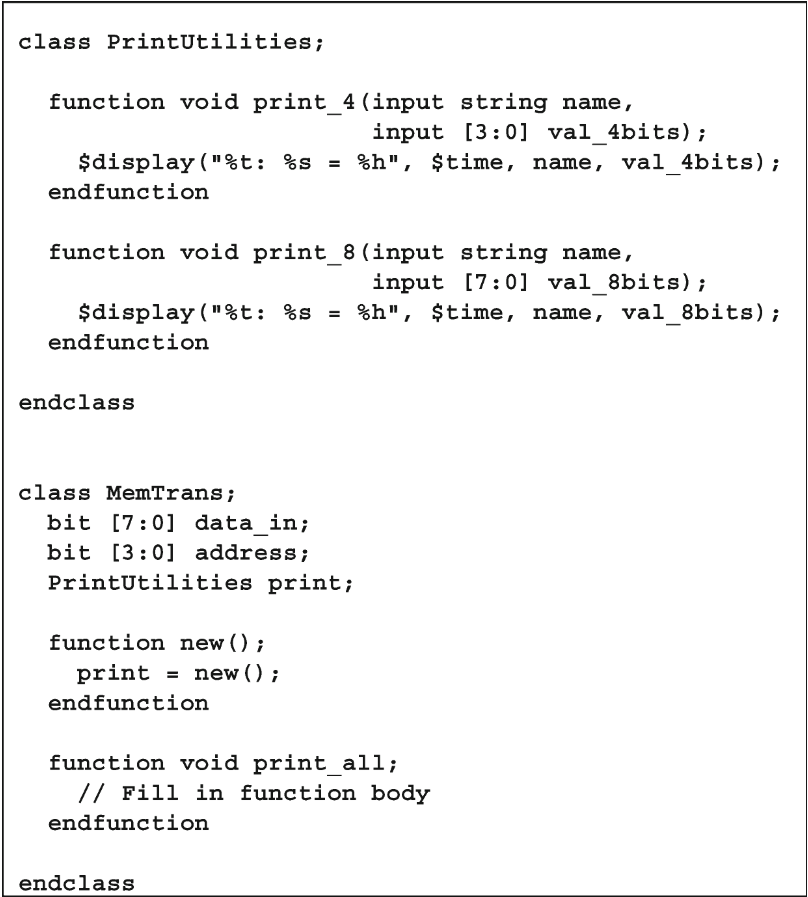 class PrintUtilities;
function void print_4(input string name,
input [3:0] val_4bits);
$display("%t: %s = %h", $time, name, val_4bits);
endfunction
function void print_8(input string name,
input [7:0] val_8bits);
$display("%t: %s = %h", $time, name, val_8bits);
endfunction
endclass
class MemTrans;
bit [7:0] data_in;
bit [3:0] address;
PrintUtilities print;
function new();
print = new();
endfunction
function void print_all;
// Fill in function body
endfunction
endclass